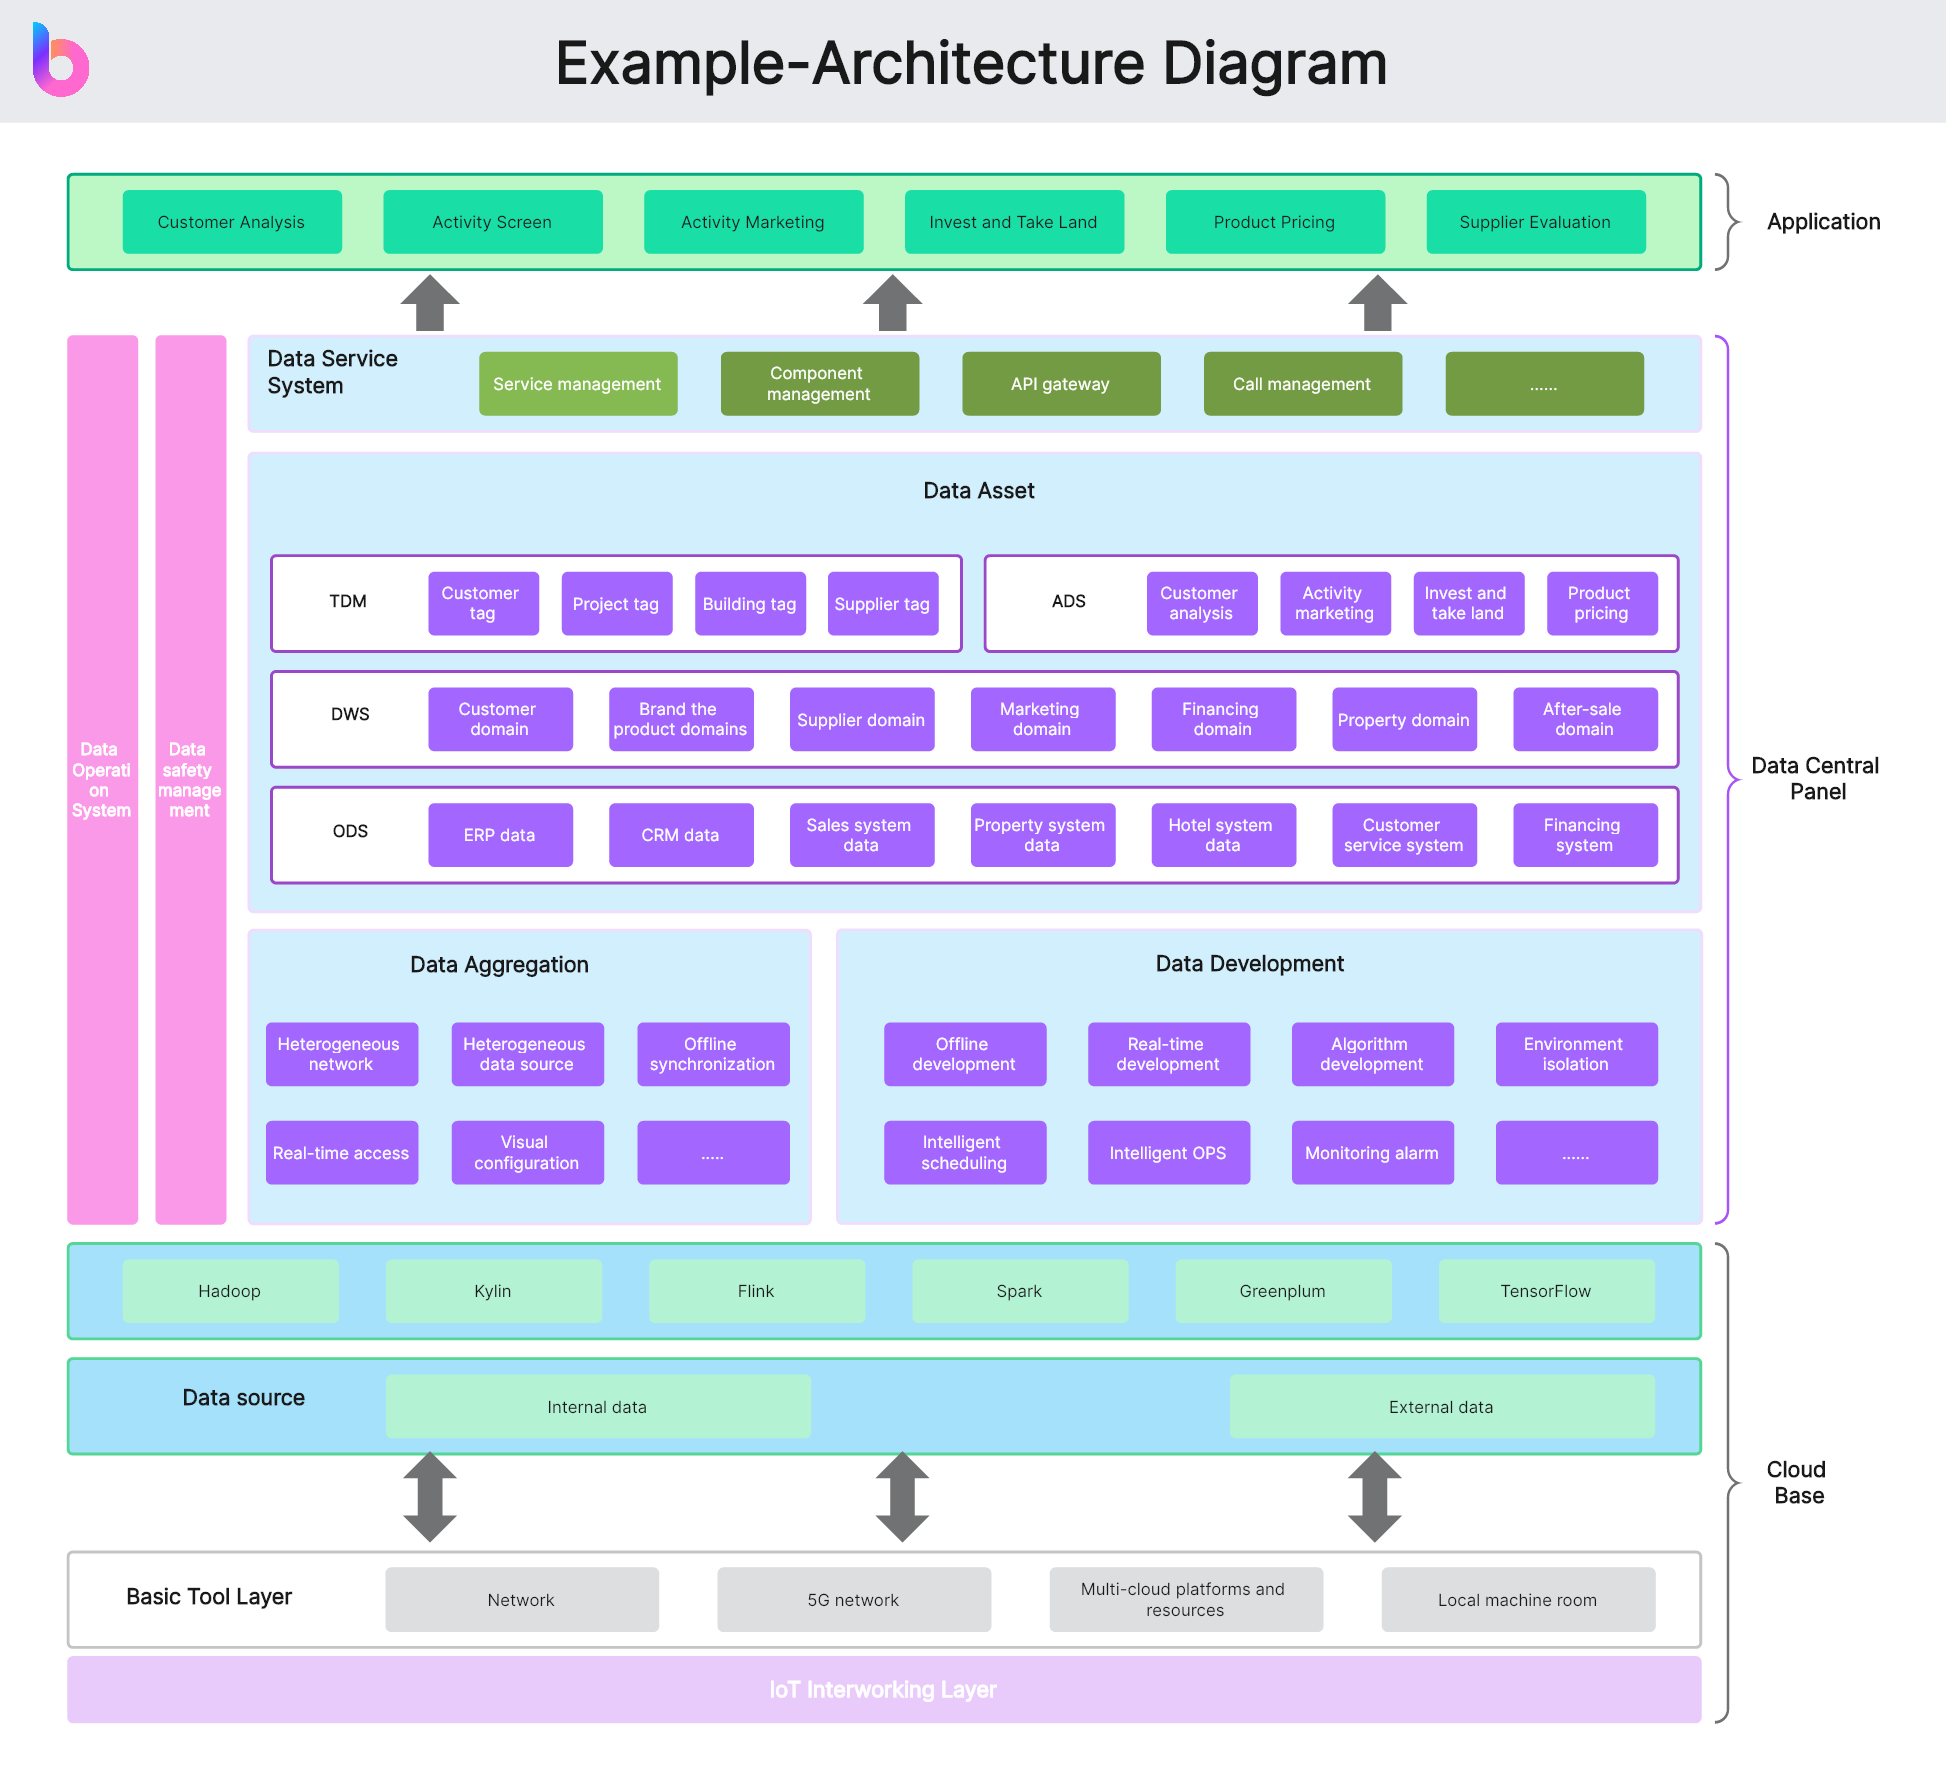 Example-Architecture Diagram
Customer Analysis
Activity Screen
Activity Marketing
Invest and Take Land
Product Pricing
Supplier Evaluation
Application
Data Service
System
Service management
Component
management
API gateway
Call management
......
Data Asset
TDM
Customer
tag
Project tag
Building tag
Supplier tag
ADS
Customer
analysis
Activity
marketing
Invest and
take land
Product
pricing
DWS
Customer
domain
Brand the
product domains
Supplier domain
Marketing
domain
Financing
domain
Property domain
After-sale
domain
Data
Operati
on
System
Data
safety
manage
ment
Data Central
Panel
ODS
ERP data
CRM data
Sales system
data
Property system
data
Hotel system
data
Customer
service system
Financing
system
Data Aggregation
Heterogeneous
network
Heterogeneous
data source
Offline
synchronization
Real-time access
Visual
configuration
.....
Data Development
Offline
development
Real-time
development
Algorithm
development
Environment
isolation
Intelligent
scheduling
Intelligent OPS
Monitoring alarm
......
Hadoop
Kylin
Flink
Spark
Greenplum
TensorFlow
Data source
Internal data
External data
Cloud
Base
Basic Tool Layer
Network
5G network
Multi-cloud platforms and
resources
Local machine room
IoT Interworking Layer